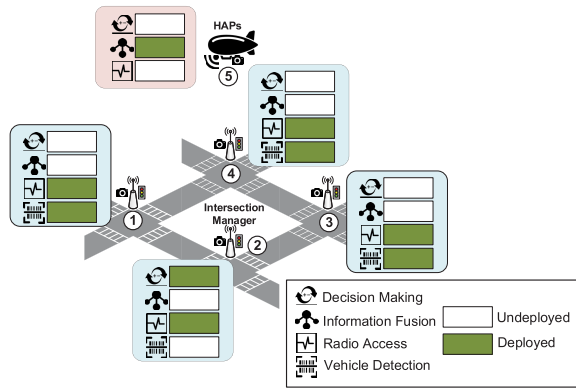 HAPs
5
4
1
Intersection
Manager
3
2
Decision Making
Information Fusion
Undeployed
Radio Access
Deployed
Vehicle Detection